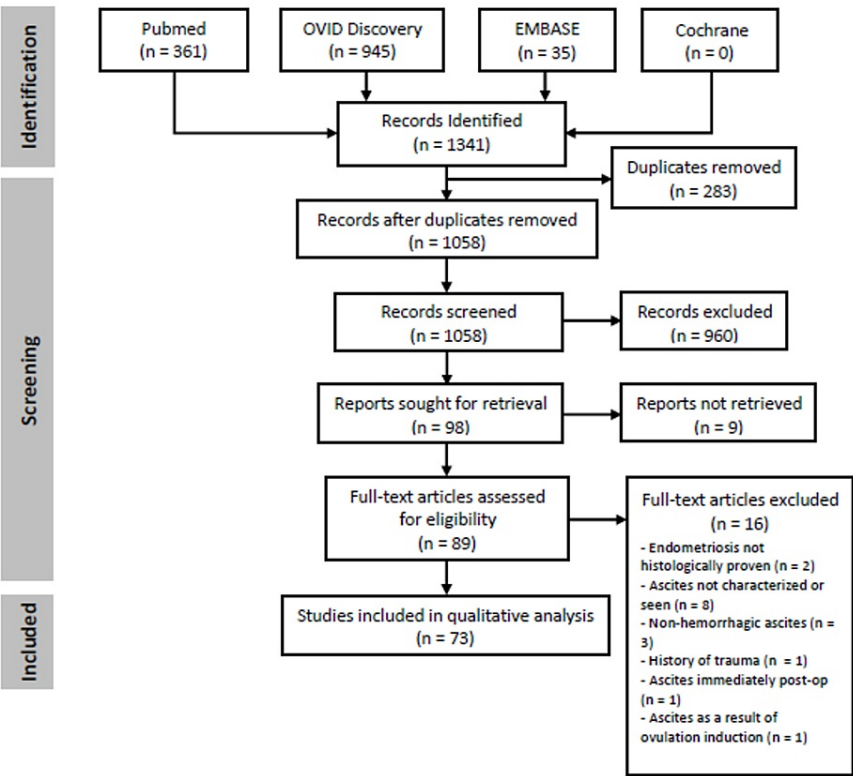 Identification
Pubmed
(n = 361)
OVID Discovery
(n = 945)
EMBASE
(n = 35)
Cochrane
(n = 0)
Records Identified
(n = 1341)
Duplicates removed
(n = 283)
Screening
Records after duplicates removed
(n = 1058)
Records screened
(n = 1058)
Records excluded
(n = 960)
Reports sought for retrieval
(n = 98)
Reports not retrieved
(n = 9)
Full-text articles assessed
for eligibility
(n = 89)
Full-text articles excluded
(n = 16)
- Endometriosis not
histologically proven (n = 2)
- Ascites not characterized or
seen (n = 8)
- Non-hemorrhagic ascites (n =
3)
- History of trauma (n = 1)
- Ascites immediately post-op
(n = 1)
- Ascites as a result of
ovulation induction (n = 1)
Included
Studies included in qualitative analysis
(n = 73)